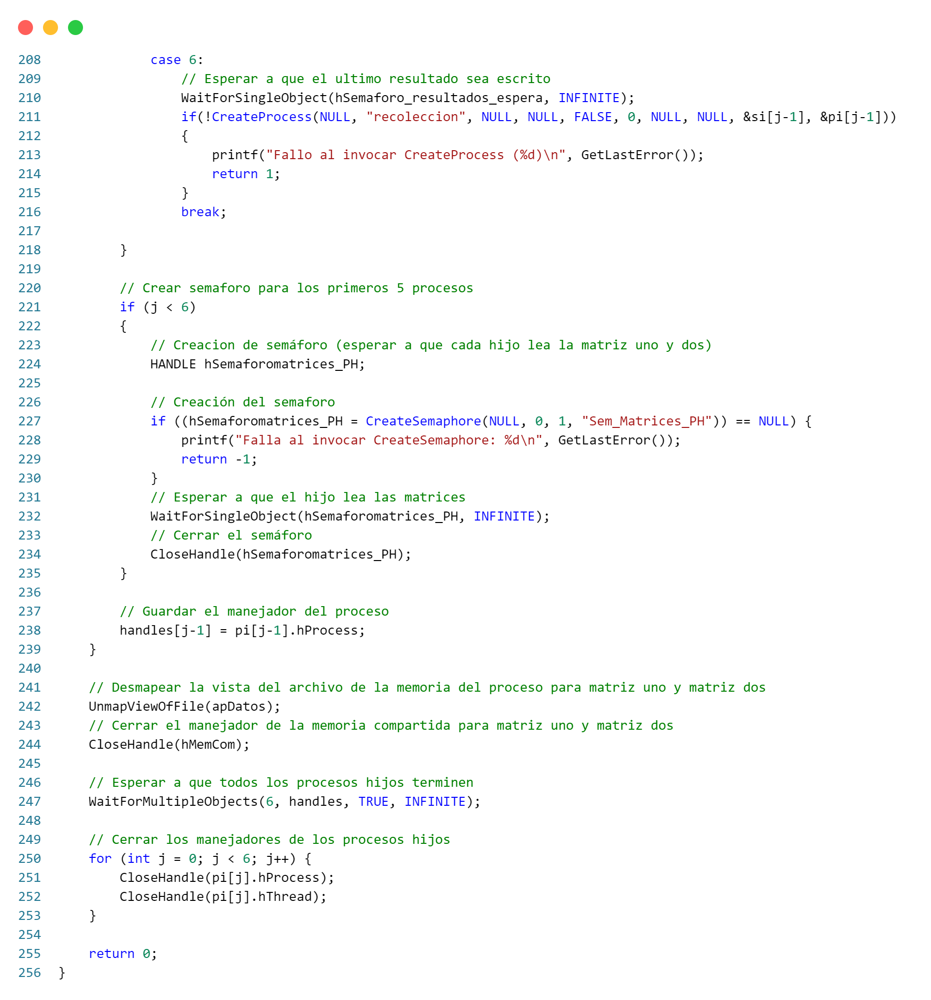 208 case 6:
209 // Esperar a que el ultimo resultado sea escrito
210 WaitForSingleObject(hSemaforo_resultados_espera, INFINITE);
211 if(!CreateProcess(NULL, "recoleccion", NULL, NULL, FALSE, 0, NULL, NULL, &si[j-1], &pi[j-1]))
212 {
213 printf("Fallo al invocar CreateProcess (%d)\n", GetLastError());
214 return 1;
215 }
216 break;
217
218 }
219
220 // Crear semaforo para los primeros 5 procesos
221 if (j < 6)
222 {
223 // Creacion de semáforo (esperar a que cada hijo lea la matriz uno y dos)
224 HANDLE hSemaforomatrices_PH;
225
226 // Creación del semaforo
227 if ((hSemaforomatrices_PH = CreateSemaphore(NULL, 0, 1, "Sem_Matrices_PH")) == NULL) {
228 printf("Falla al invocar CreateSemaphore: %d\n", GetLastError());
229 return -1;
230 }
231 // Esperar a que el hijo lea las matrices
232 WaitForSingleObject(hSemaforomatrices_PH, INFINITE);
233 // Cerrar el semáforo
234 CloseHandle(hSemaforomatrices_PH);
235 }
236
237 // Guardar el manejador del proceso
238 handles[j-1] = pi[j-1].hProcess;
239 }
240
241 // Desmapear la vista del archivo de la memoria del proceso para matriz uno y matriz dos
242 UnmapViewOfFile(apDatos);
243 // Cerrar el manejador de la memoria compartida para matriz uno y matriz dos
244 CloseHandle(hMemCom);
245
246 // Esperar a que todos los procesos hijos terminen
247 WaitForMultipleObjects(6, handles, TRUE, INFINITE);
248
249 // Cerrar los manejadores de los procesos hijos
250 for (int j = 0; j < 6; j++) {
251 CloseHandle(pi[j].hProcess);
252 CloseHandle(pi[j].hThread);
253 }
254
255 return 0;
256 }